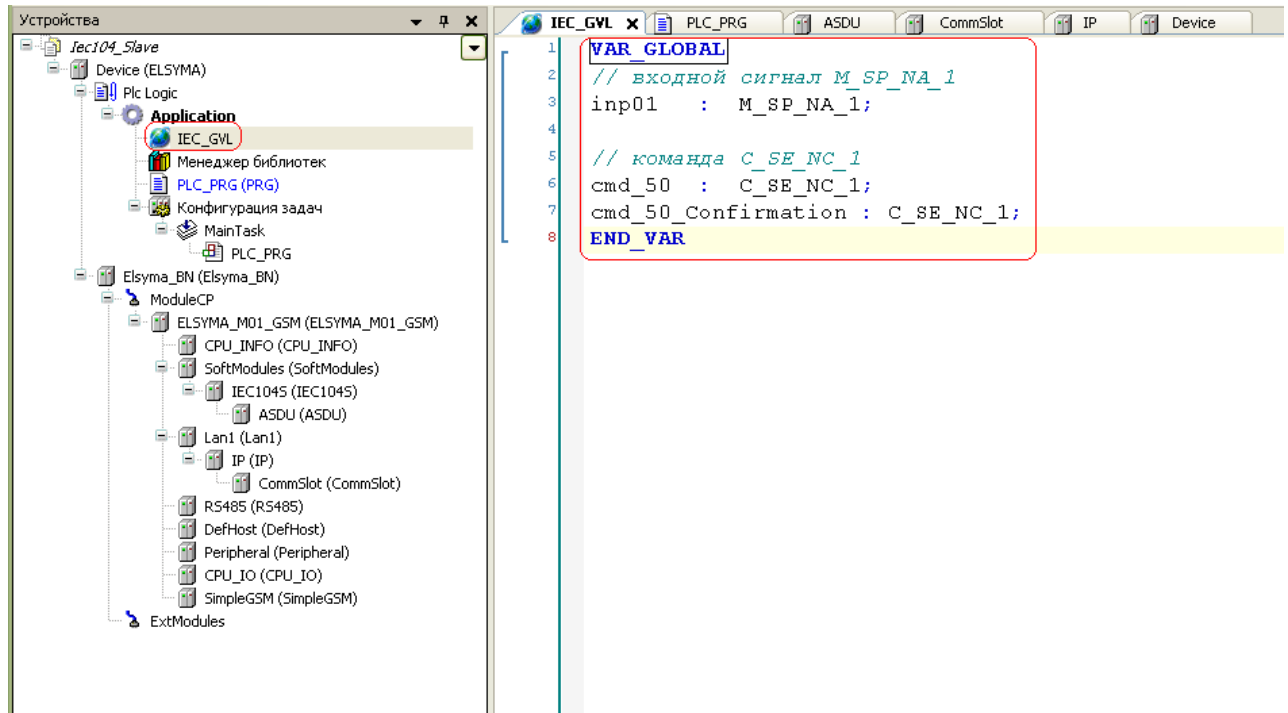 Устройства
Iec104_Slave
Device (ELSYMA)
Plc Logic
Application
IEC_GVL
Менеджер библиотек
PLC_PRG (PRG)
Конфигурация задач
MainTask
PLC_PRG
Elsyma_BN (Elsyma_BN)
ModuleCP
ELSYMA_M01_GSM (ELSYMA_M01_GSM)
CPU_INFO (CPU_INFO)
SoftModules (SoftModules)
IEC104S (IEC104S)
ASDU (ASDU)
Lan1 (Lan1)
IP (IP)
CommSlot (CommSlot)
RS485 (RS485)
DefHost (DefHost)
Peripheral (Peripheral)
CPU_IO (CPU_IO)
SimpleGSM (SimpleGSM)
ExtModules
IEC_GVL PLC_PRG ASDU CommSlot IP Device
1 VAR_GLOBAL
2 // входной сигнал M_SP_NA_1
3 inp01 : M_SP_NA_1;
4
5 // команда C_SE_NC_1
6 cmd_50 : C_SE_NC_1;
7 cmd_50_Confirmation : C_SE_NC_1;
8 END_VAR